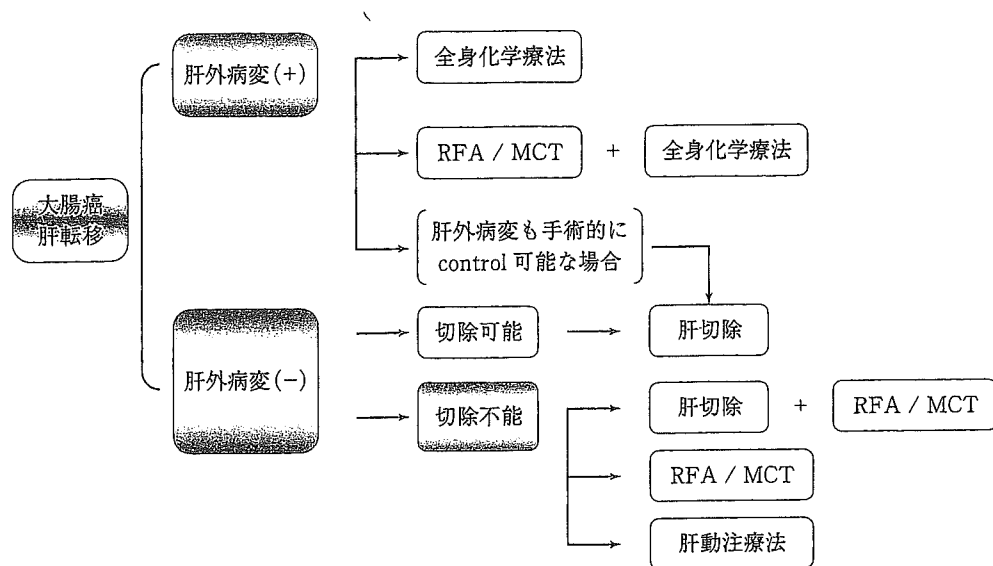 肝外病変(+)
全身化学療法
RFA / MCT + 全身化学療法
大腸癌
肝転移
肝外病変も手術的に
control 可能な場合
肝外病変(−)
切除可能
肝切除
切除不能
肝切除 + RFA / MCT
RFA / MCT
肝動注療法